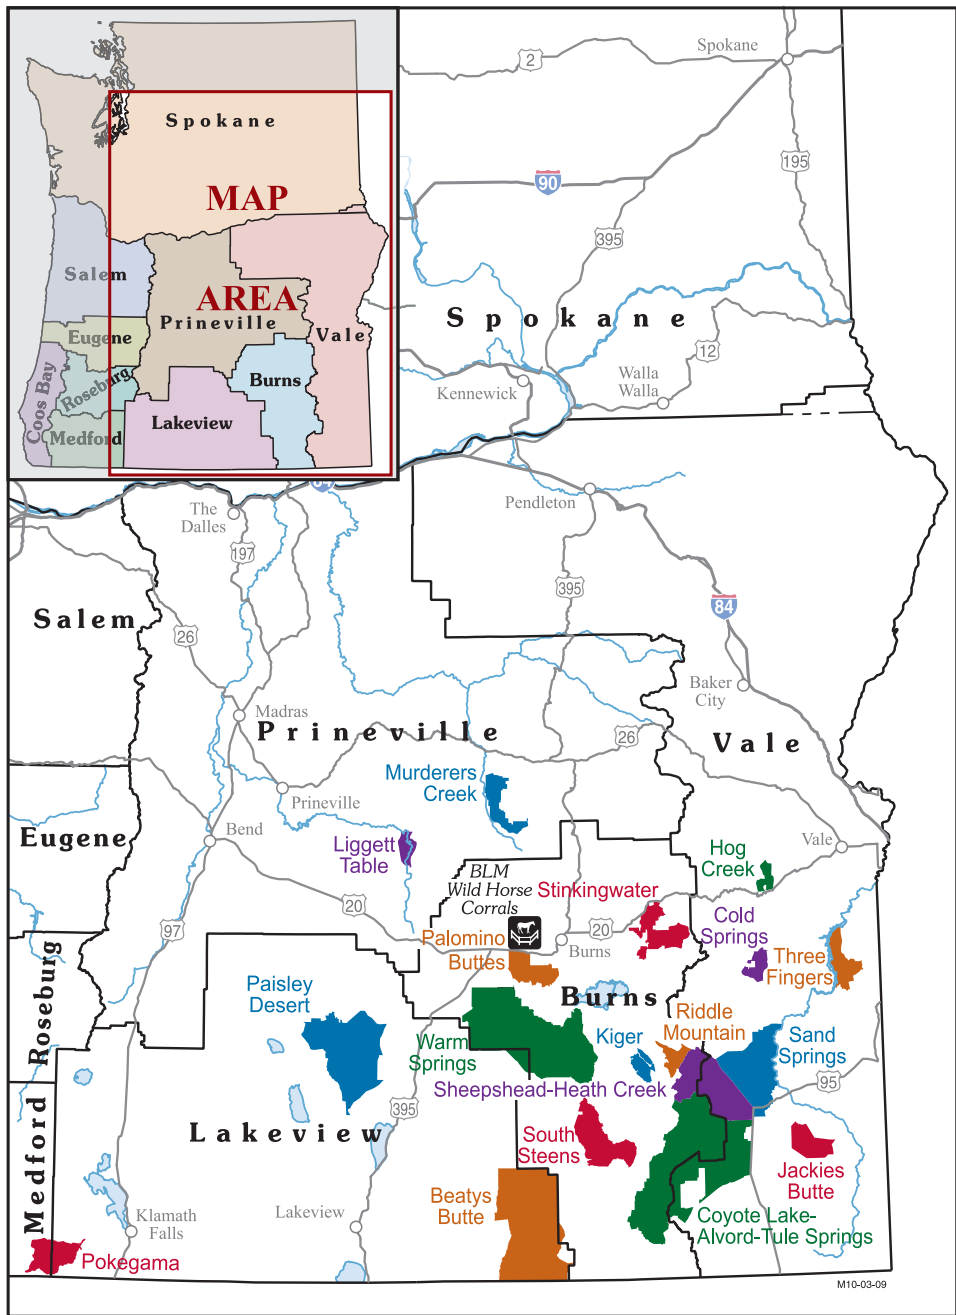 Spokane
MAP
AREA
Salem
Prineville
Vale
Eugene
Burns
Coos Bay
Roseburg
Lakeview
Medford
Spokane
2
195
90
395
Spokane
12
Walla
Walla
Kennewick
84
Pendleton
The
Dalles
197
395
84
Salem
26
Baker
City
Madras
Prineville
26
Vale
Murderers
Creek
Prineville
Eugene
Bend
Liggett
Table
Vale
Hog
Creek
BLM
Wild Horse
Corrals
Stinkingwater
20
97
20
Cold
Springs
Palomino
Buttes
Burns
Three
Fingers
Roseburg
Paisley
Desert
Burns
Riddle
Mountain
Kiger
Sand
Springs
Warm
Springs
Sheepshead-Heath Creek
95
395
Medford
Lakeview
South
Steens
Jackies
Butte
Beatys
Butte
Klamath
Falls
Lakeview
Coyote Lake-
Alvord-Tule Springs
Pokegama
M10-03-09